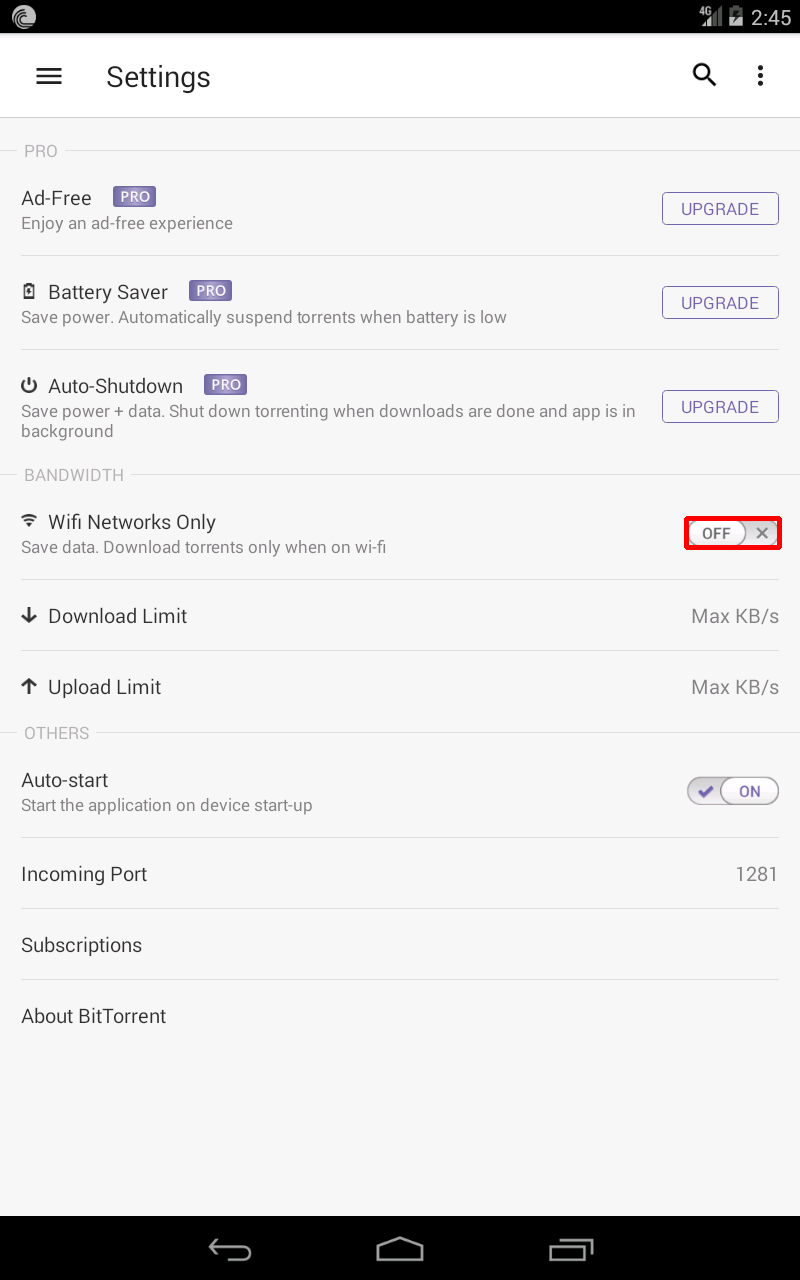 4G 2:45
Settings
PRO
Ad-Free PRO
Enjoy an ad-free experience
UPGRADE
Battery Saver PRO
Save power. Automatically suspend torrents when battery is low
UPGRADE
Auto-Shutdown PRO
Save power + data. Shut down torrenting when downloads are done and app is in
background
UPGRADE
BANDWIDTH
Wifi Networks Only
Save data. Download torrents only when on wi-fi
OFF
Download Limit Max KB/s
Upload Limit Max KB/s
OTHERS
Auto-start
Start the application on device start-up
ON
Incoming Port 1281
Subscriptions
About BitTorrent